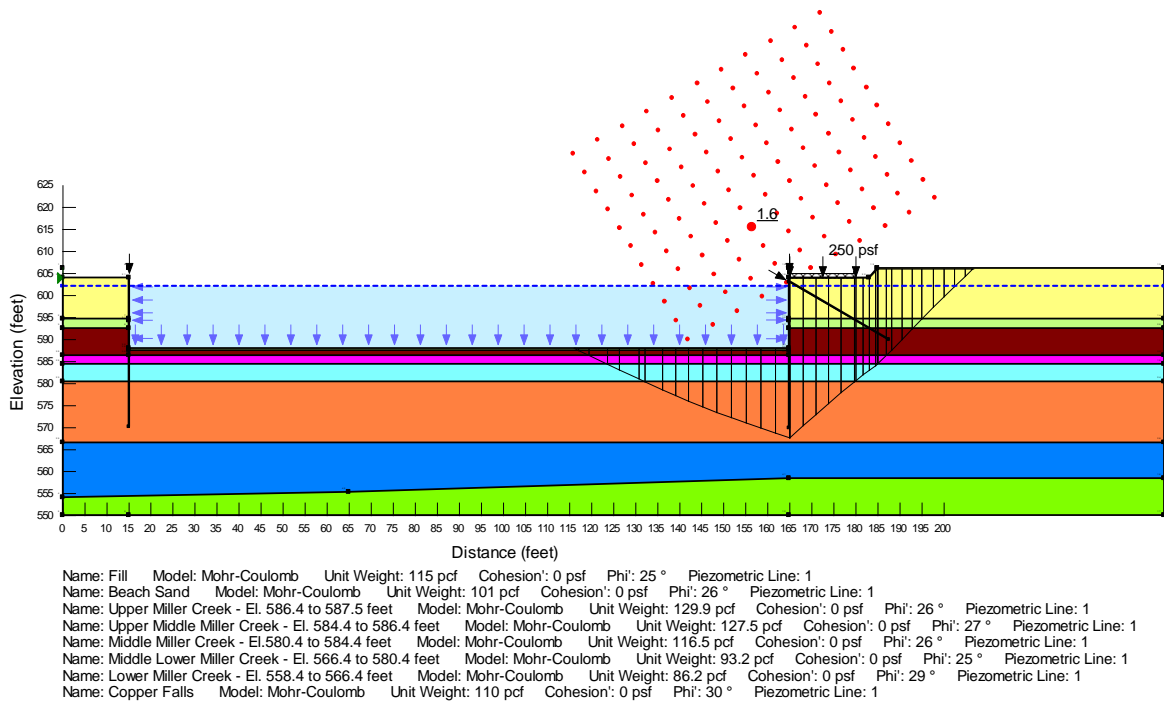 1.6
250 psf
625
620
615
610
605
600
595
590
585
580
575
570
565
560
555
550
Elevation (feet)
0 5 10 15 20 25 30 35 40 45 50 55 60 65 70 75 80 85 90 95 100 105 110 115 120 125 130 135 140 145 150 155 160 165 170 175 180 185 190 195 200
Distance (feet)
Name: Fill Model: Mohr-Coulomb Unit Weight: 115 pcf Cohesion': 0 psf Phi': 25 ° Piezometric Line: 1
Name: Beach Sand Model: Mohr-Coulomb Unit Weight: 101 pcf Cohesion': 0 psf Phi': 26 ° Piezometric Line: 1
Name: Upper Miller Creek - El. 586.4 to 587.5 feet Model: Mohr-Coulomb Unit Weight: 129.9 pcf Cohesion': 0 psf Phi': 26 ° Piezometric Line: 1
Name: Upper Middle Miller Creek - El. 584.4 to 586.4 feet Model: Mohr-Coulomb Unit Weight: 127.5 pcf Cohesion': 0 psf Phi': 27 ° Piezometric Line: 1
Name: Middle Miller Creek - El.580.4 to 584.4 feet Model: Mohr-Coulomb Unit Weight: 116.5 pcf Cohesion': 0 psf Phi': 26 ° Piezometric Line: 1
Name: Middle Lower Miller Creek - El. 566.4 to 580.4 feet Model: Mohr-Coulomb Unit Weight: 93.2 pcf Cohesion': 0 psf Phi': 25 ° Piezometric Line: 1
Name: Lower Miller Creek - El. 558.4 to 566.4 feet Model: Mohr-Coulomb Unit Weight: 86.2 pcf Cohesion': 0 psf Phi': 29 ° Piezometric Line: 1
Name: Copper Falls Model: Mohr-Coulomb Unit Weight: 110 pcf Cohesion': 0 psf Phi': 30 ° Piezometric Line: 1